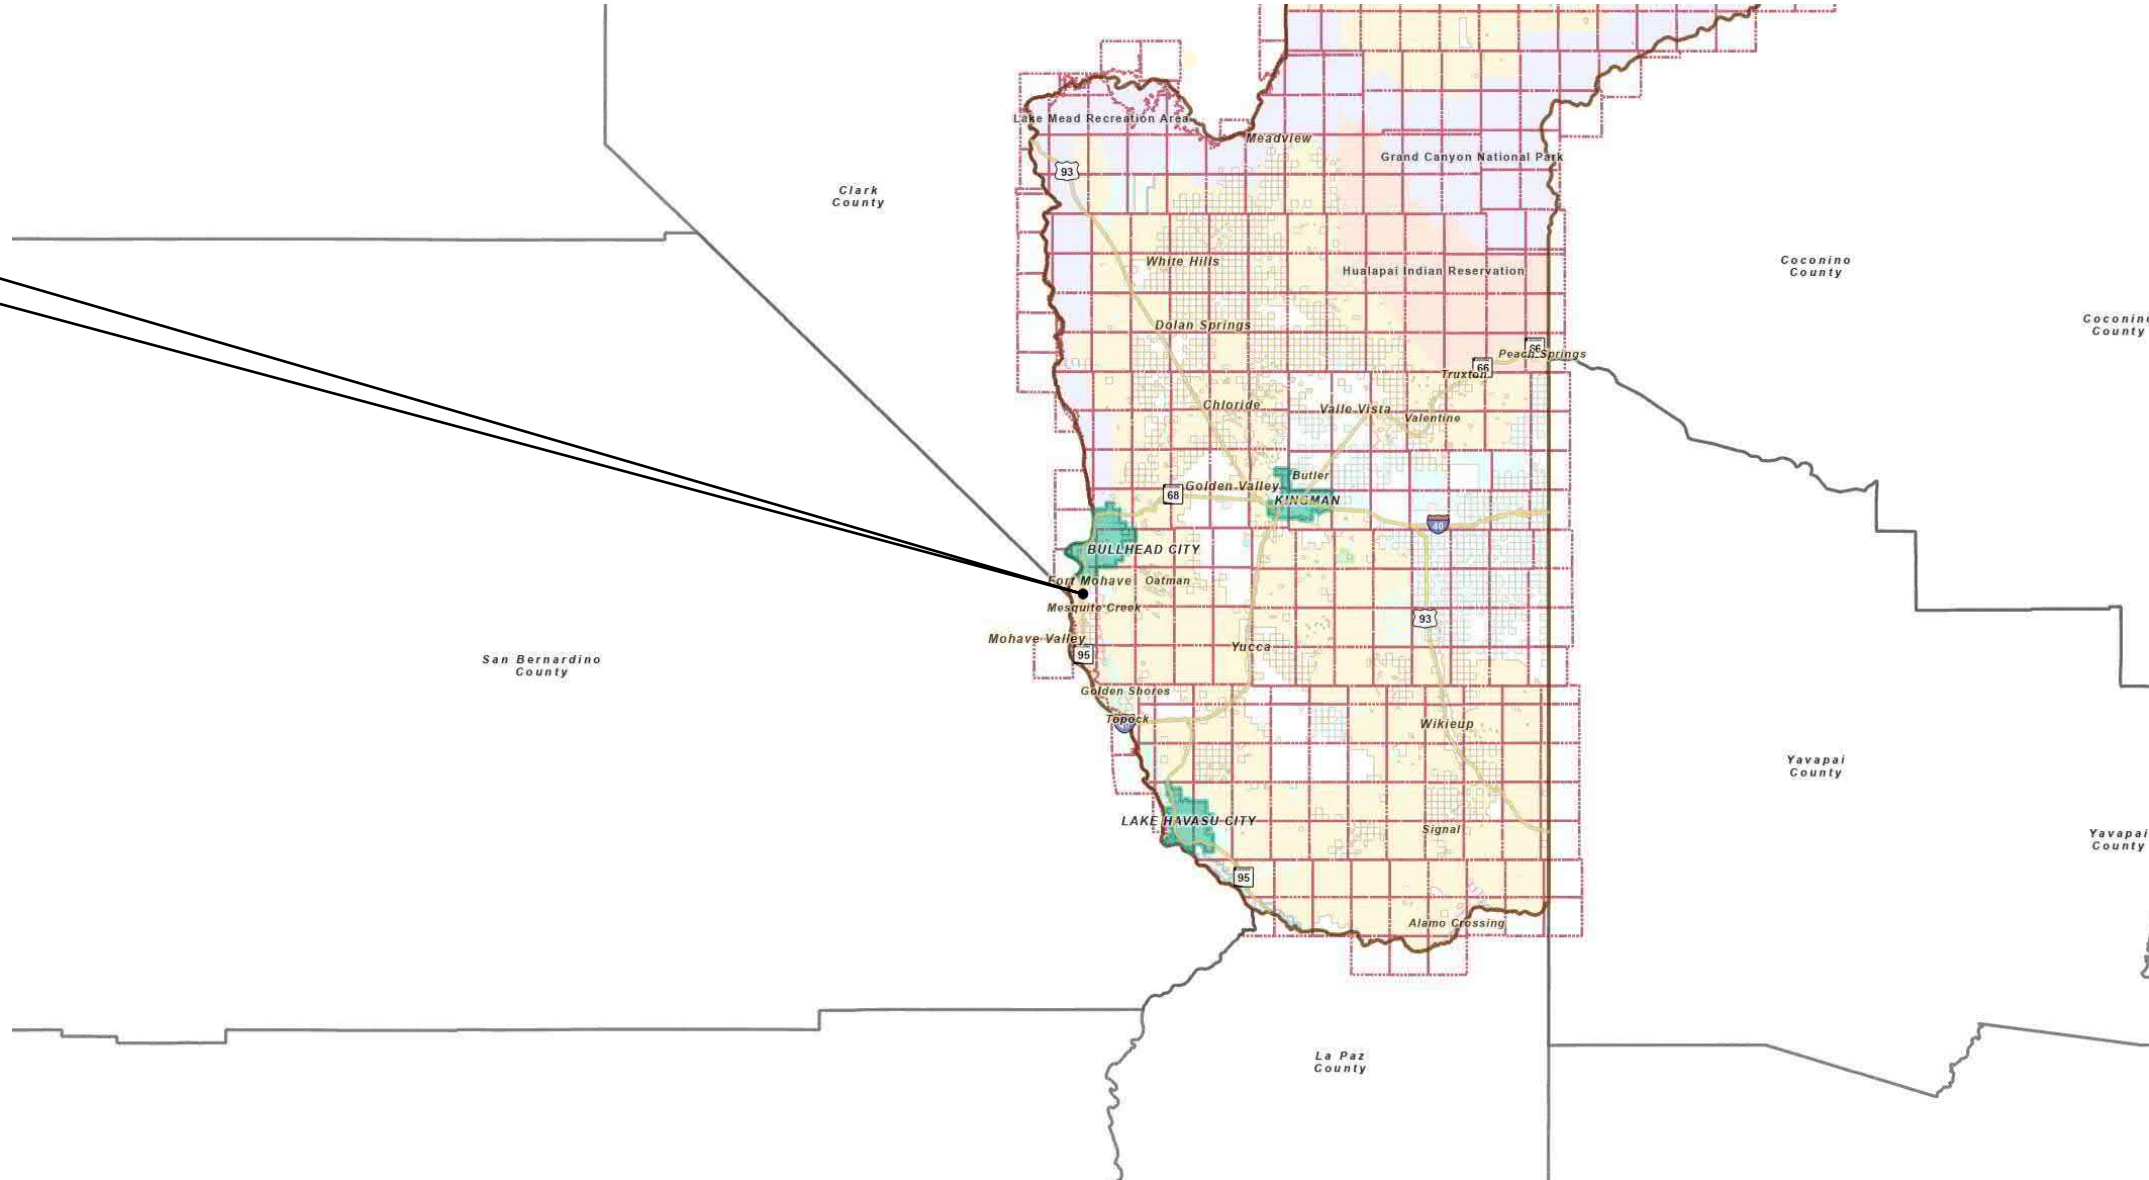 Lake Mead Recreation Area
Meadview
Grand Canyon National Park
93
Clark
County
White Hills
Hualapai Indian Reservation
Coconino
County
Coconino
County
Dolan Springs
66
Peach Springs
66
Truxton
Chloride
Valle Vista
Valentine
Butler
68
Golden Valley
KINGMAN
40
BULLHEAD CITY
Fort Mohave
Oatman
Mesquite Creek
93
Mohave Valley
95
Yucca
San Bernardino
County
Golden Shores
Topock
Wikieup
Yavapai
County
LAKE HAVASU CITY
Signal
Yavapai
County
95
Alamo Crossing
La Paz
County